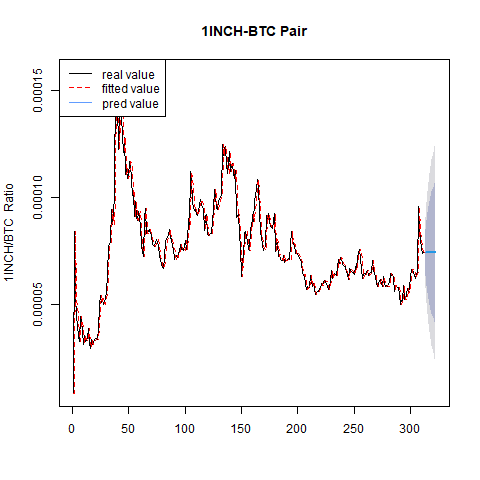 1INCH-BTC Pair
real value
fitted value
pred value
1INCH/BTC Ratio
0.00005
0.00010
0.00015
0 50 100 150 200 250 300